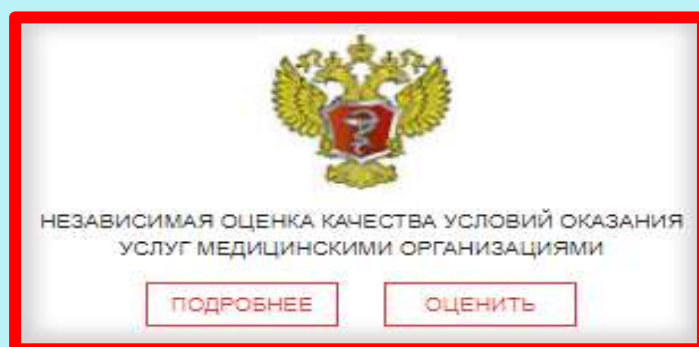 НЕЗАВИСИМАЯ ОЦЕНКА КАЧЕСТВА УСЛОВИЙ ОКАЗАНИЯ
УСЛУГ МЕДИЦИНСКИМИ ОРГАНИЗАЦИЯМИ
ПОДРОБНЕЕ ОЦЕНИТЬ